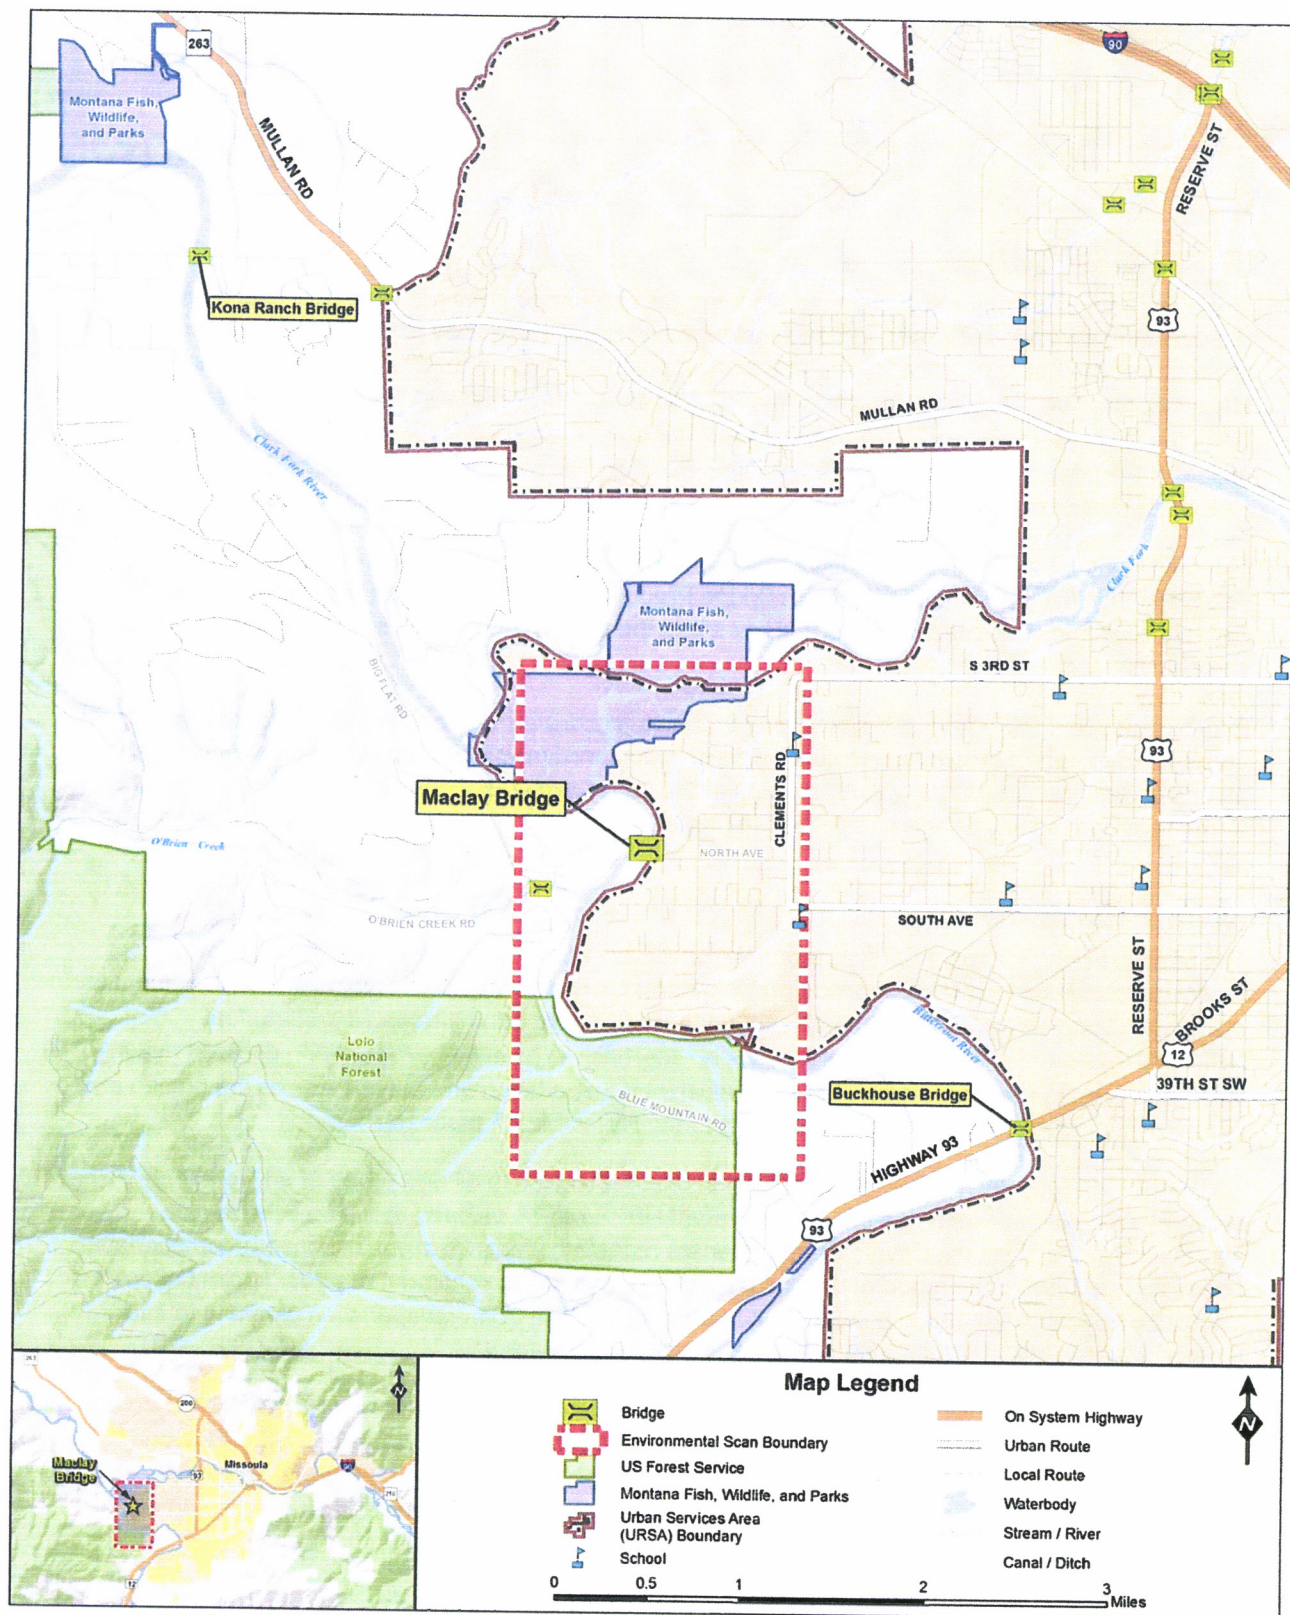 263
90
Montana Fish,
Wildlife,
and Parks
MULLAN RD
RESERVE ST
Kona Ranch Bridge
93
MULLAN RD
Clark Fork River
Clark Fork
Montana Fish,
Wildlife,
and Parks
S 3RD ST
BIG FLAT RD
93
CLEMENTS RD
Maclay Bridge
NORTH AVE
O'Brien Creek
O'BRIEN CREEK RD
SOUTH AVE
RESERVE ST
BROOKS ST
Bitterroot River
12
Lolo
National
Forest
39TH ST SW
Buckhouse Bridge
BLUE MOUNTAIN RD
HIGHWAY 93
93
263
N
200
Missoula
93
90
Maclay
Bridge
12
Map Legend
Bridge
Environmental Scan Boundary
US Forest Service
Montana Fish, Wildlife, and Parks
Urban Services Area
(URSA) Boundary
School
On System Highway
Urban Route
Local Route
Waterbody
Stream / River
Canal / Ditch
N
0 0.5 1 2 3
Miles